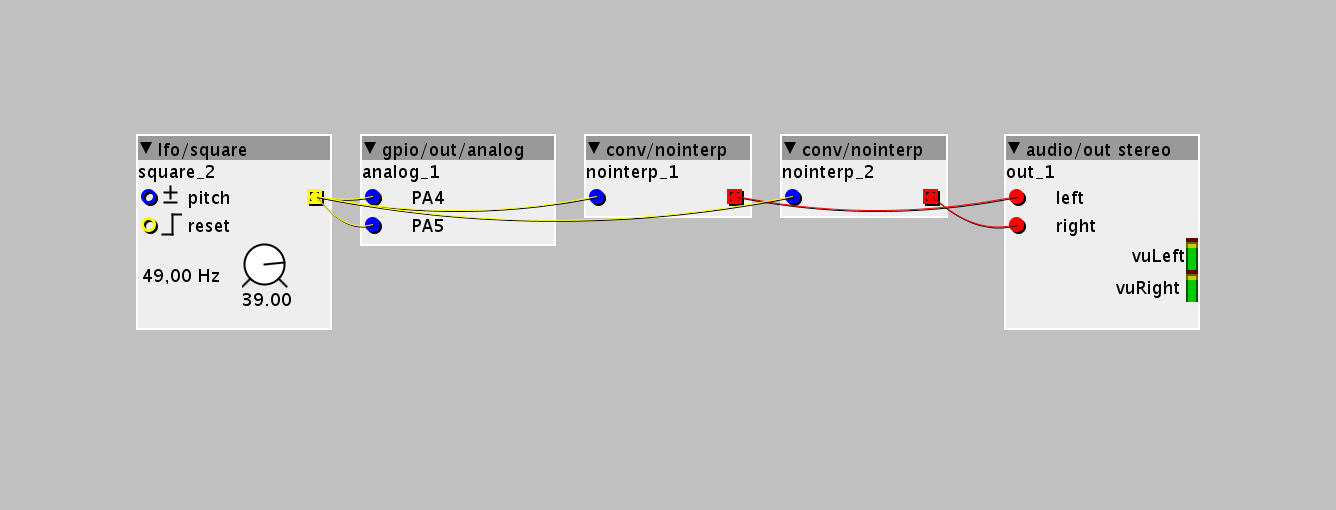 lfo/square
square_2
pitch
reset
49,00 Hz
39.00
gpio/out/analog
analog_1
PA4
PA5
conv/nointerp
nointerp_1
conv/nointerp
nointerp_2
audio/out stereo
out_1
left
right
vuLeft
vuRight